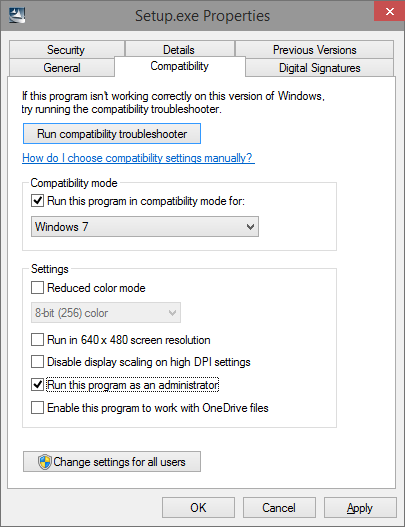 Setup.exe Properties
Security Details Previous Versions
General Compatibility Digital Signatures
If this program isn't working correctly on this version of Windows,
try running the compatibility troubleshooter.
Run compatibility troubleshooter
How do I choose compatibility settings manually?
Compatibility mode
Run this program in compatibility mode for:
Windows 7
Settings
Reduced color mode
8-bit (256) color
Run in 640 x 480 screen resolution
Disable display scaling on high DPI settings
Run this program as an administrator
Enable this program to work with OneDrive files
Change settings for all users
OK Cancel Apply